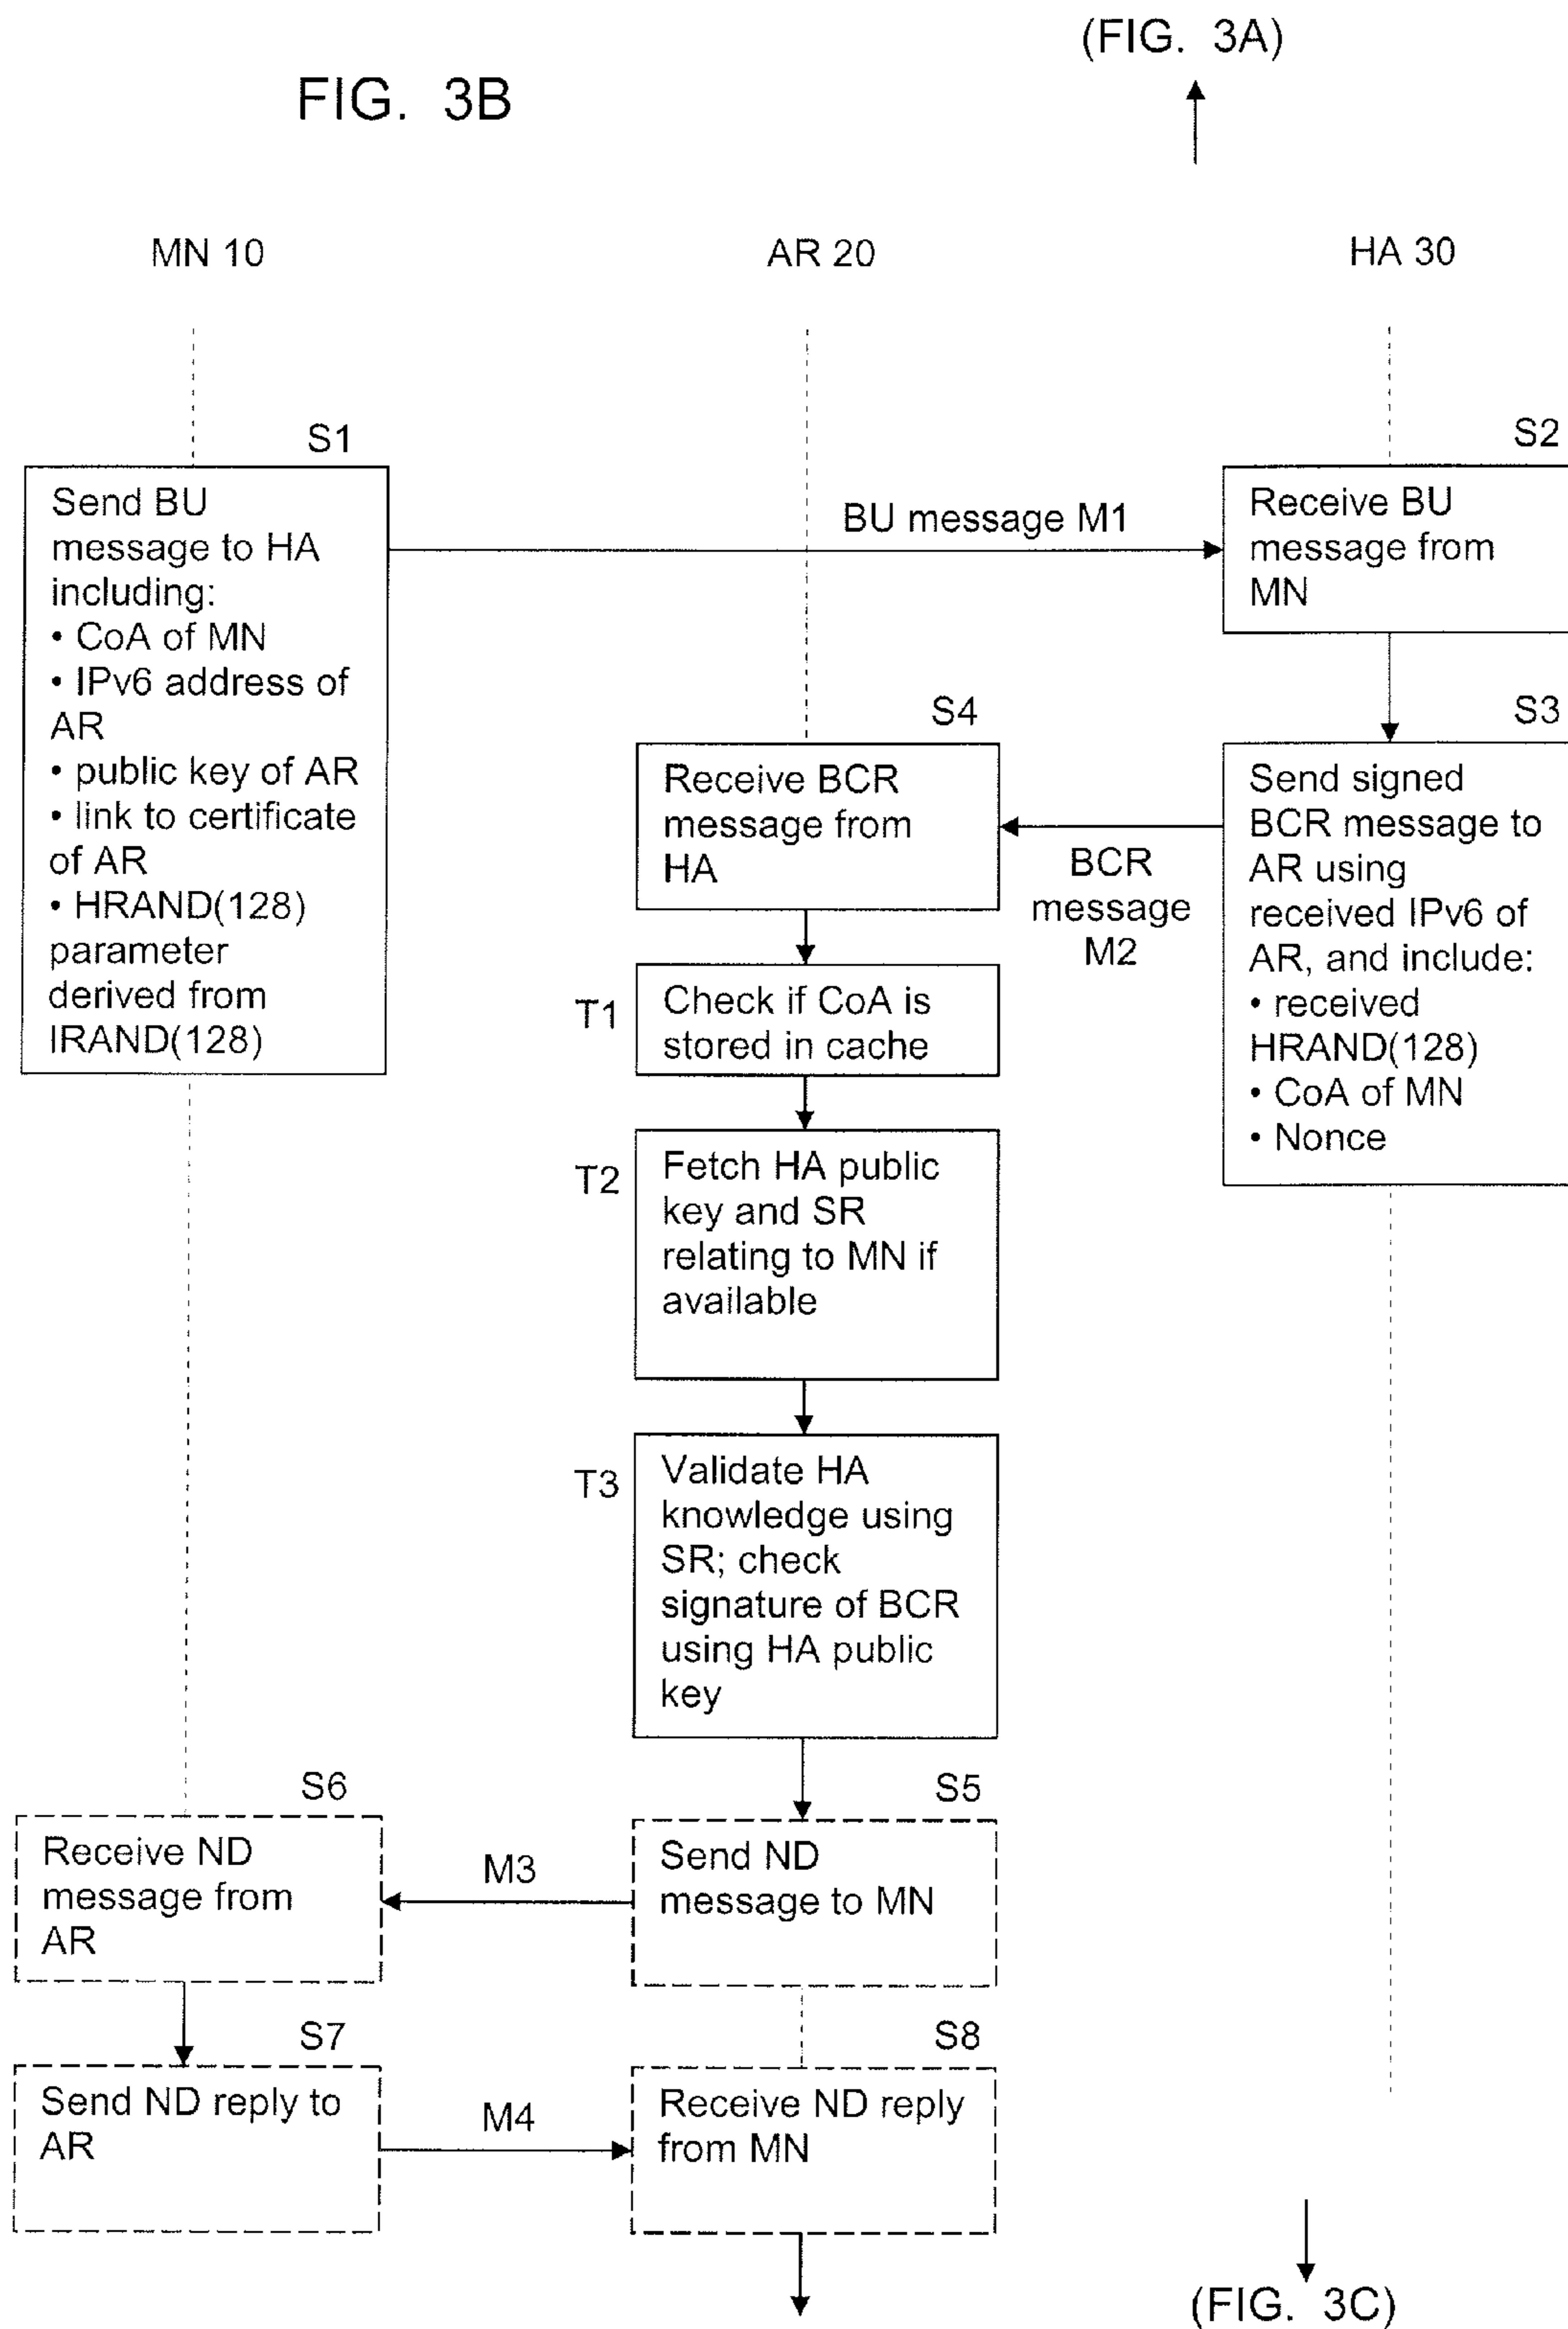 (FIG. 3A)
FIG. 3B
MN 10
AR 20
HA 30
S1
Send BU
message to HA
including:
• CoA of MN
• IPv6 address of
AR
• public key of AR
• link to certificate
of AR
• HRAND(128)
parameter
derived from
IRAND(128)
BU message M1
S2
Receive BU
message from
MN
S3
Send signed
BCR message to
AR using
received IPv6 of
AR, and include:
• received
HRAND(128)
• CoA of MN
• Nonce
BCR
message
M2
S4
Receive BCR
message from
HA
T1
Check if CoA is
stored in cache
T2
Fetch HA public
key and SR
relating to MN if
available
T3
Validate HA
knowledge using
SR; check
signature of BCR
using HA public
key
S5
Send ND
message to MN
M3
S6
Receive ND
message from
AR
S7
Send ND reply to
AR
M4
S8
Receive ND reply
from MN
(FIG. 3C)